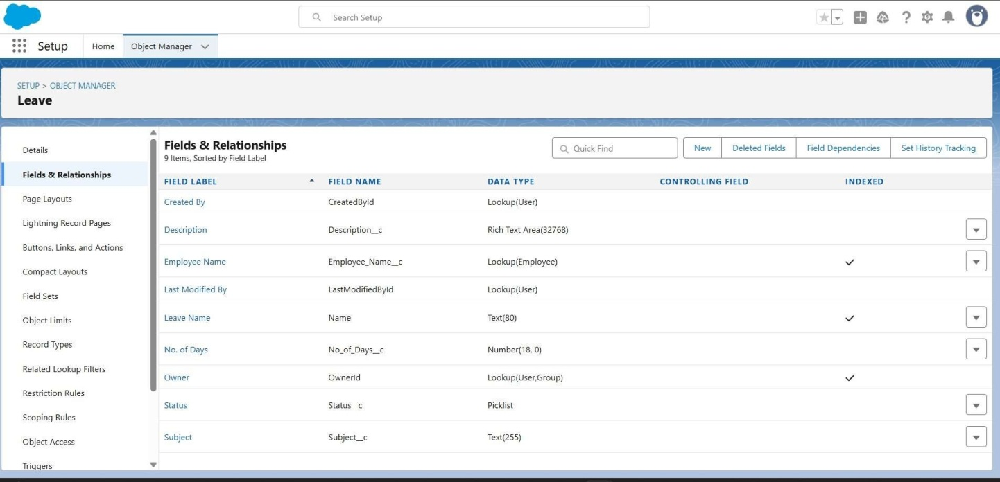 Search Setup
Setup
Home
Object Manager
SETUP > OBJECT MANAGER
Leave
Details
Fields & Relationships
Page Layouts
Lightning Record Pages
Buttons, Links, and Actions
Compact Layouts
Field Sets
Object Limits
Record Types
Related Lookup Filters
Restriction Rules
Scoping Rules
Object Access
Triggers
Fields & Relationships
9 Items, Sorted by Field Label
Quick Find
New
Deleted Fields
Field Dependencies
Set History Tracking
FIELD LABEL FIELD NAME DATA TYPE CONTROLLING FIELD INDEXED
Created By CreatedById Lookup(User)
Description Description__c Rich Text Area(32768)
Employee Name Employee_Name__c Lookup(Employee)
Last Modified By LastModifiedById Lookup(User)
Leave Name Name Text(80)
No. of Days No_of_Days__c Number(18, 0)
Owner OwnerId Lookup(User,Group)
Status Status__c Picklist
Subject Subject__c Text(255)